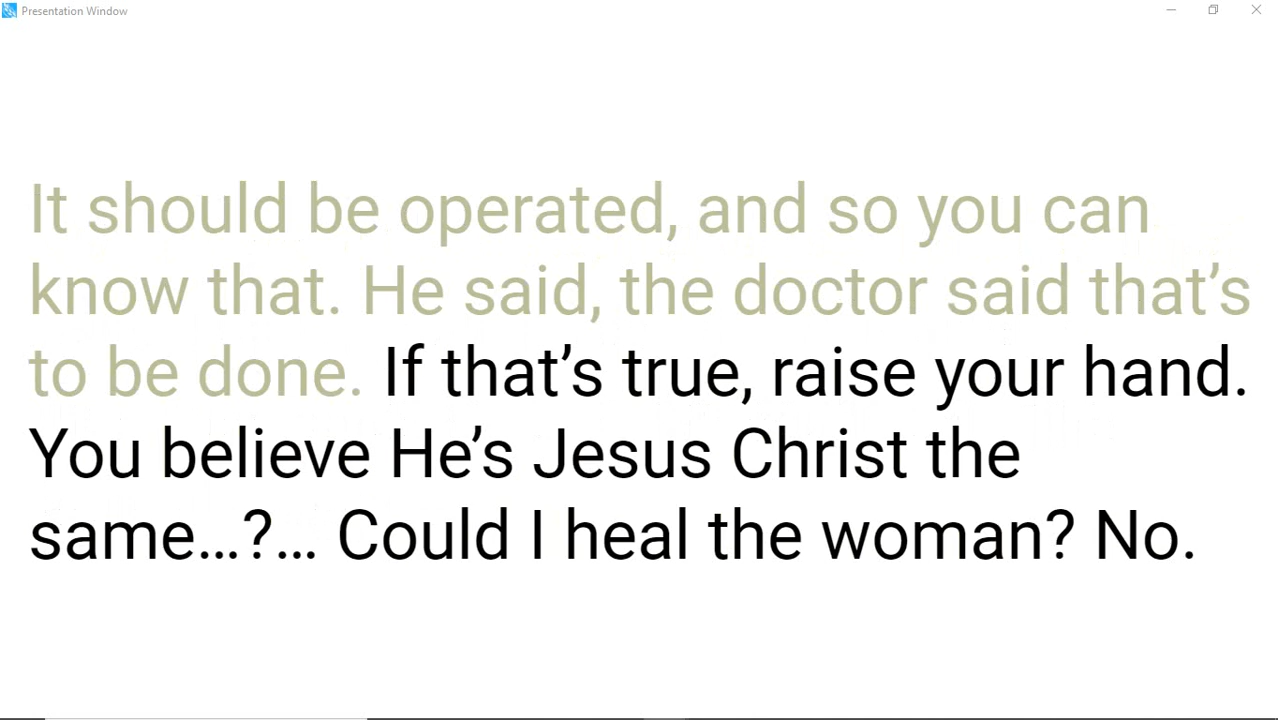 Presentation Window
It should be operated, and so you can
know that. He said, the doctor said that’s
to be done. If that’s true, raise your hand.
You believe He’s Jesus Christ the
same...?... Could I heal the woman? No.